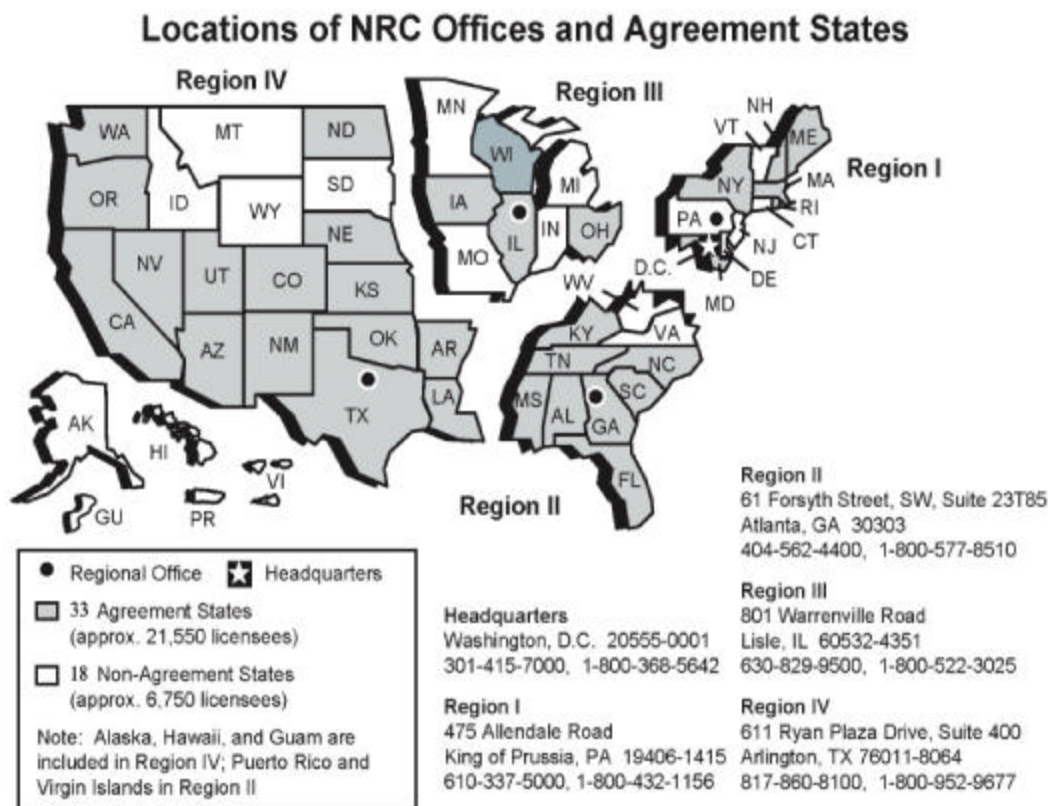 Locations of NRC Offices and Agreement States
Region IV
Region III
Region I
Region II
WA
MT
ND
OR
ID
SD
WY
NE
NV
UT
CO
KS
CA
AZ
NM
OK
AR
TX
LA
AK
HI
GU
PR
VI
MN
WI
MI
IA
IL
IN
OH
MO
NH
VT
ME
NY
MA
RI
PA
CT
NJ
DE
D.C.
MD
WV
KY
VA
TN
NC
SC
MS
AL
GA
FL
Regional Office
Headquarters
33 Agreement States
(approx. 21,550 licensees)
18 Non-Agreement States
(approx. 6,750 licensees)
Note: Alaska, Hawaii, and Guam are
included in Region IV; Puerto Rico and
Virgin Islands in Region II
Headquarters
Washington, D.C. 20555-0001
301-415-7000, 1-800-368-5642
Region I
475 Allendale Road
King of Prussia, PA 19406-1415
610-337-5000, 1-800-432-1156
Region II
61 Forsyth Street, SW, Suite 23T85
Atlanta, GA 30303
404-562-4400, 1-800-577-8510
Region III
801 Warrenville Road
Lisle, IL 60532-4351
630-829-9500, 1-800-522-3025
Region IV
611 Ryan Plaza Drive, Suite 400
Arlington, TX 76011-8064
817-860-8100, 1-800-952-9677